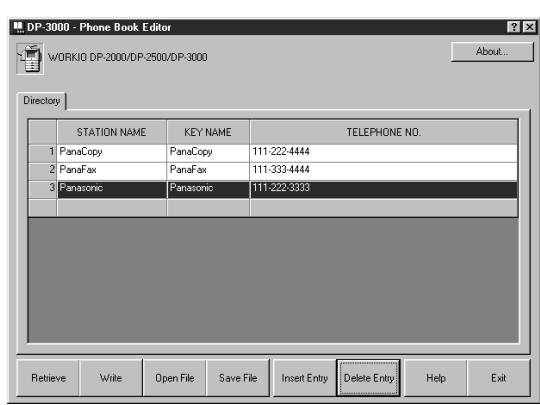 DP-3000 - Phone Book Editor
WORKIO DP-2000/DP-2500/DP-3000
About...
Directory
STATION NAME KEY NAME TELEPHONE NO.
1 PanaCopy PanaCopy 111-222-4444
2 PanaFax PanaFax 111-333-4444
3 Panasonic Panasonic 111-222-3333
Retrieve Write Open File Save File Insert Entry Delete Entry Help Exit